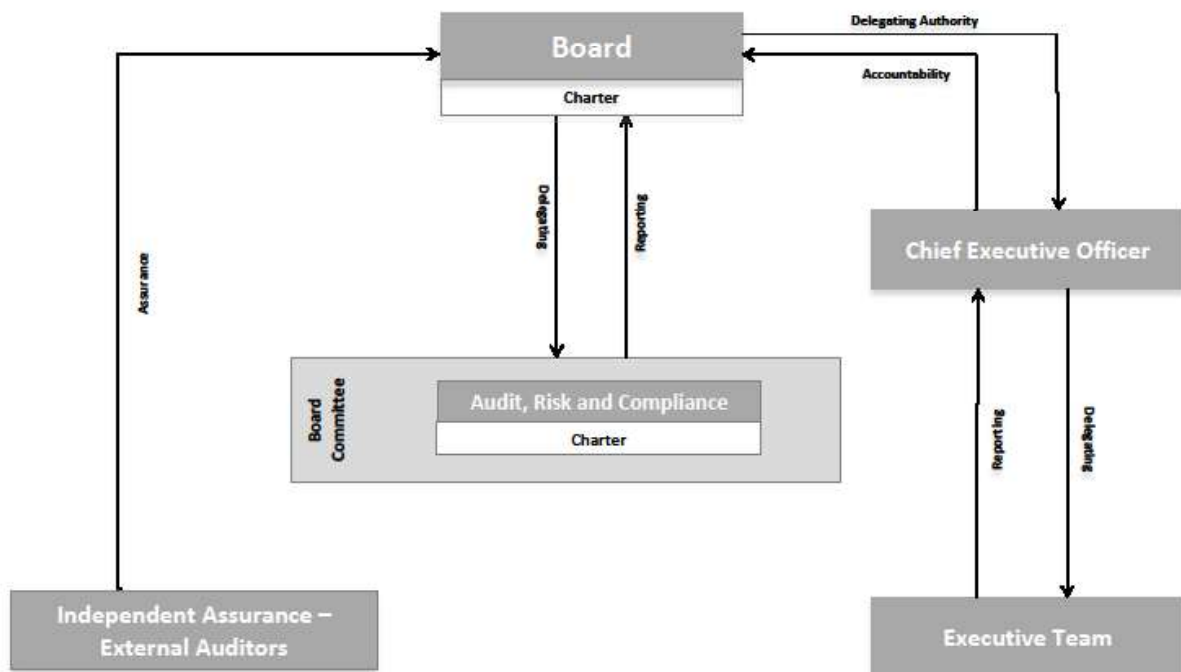 Delegating Authority
Board
Accountability
Charter
Delegating
Reporting
Chief Executive Officer
Assurance
Board
Committee
Audit, Risk and Compliance
Charter
Reporting
Delegating
Independent Assurance –
External Auditors
Executive Team